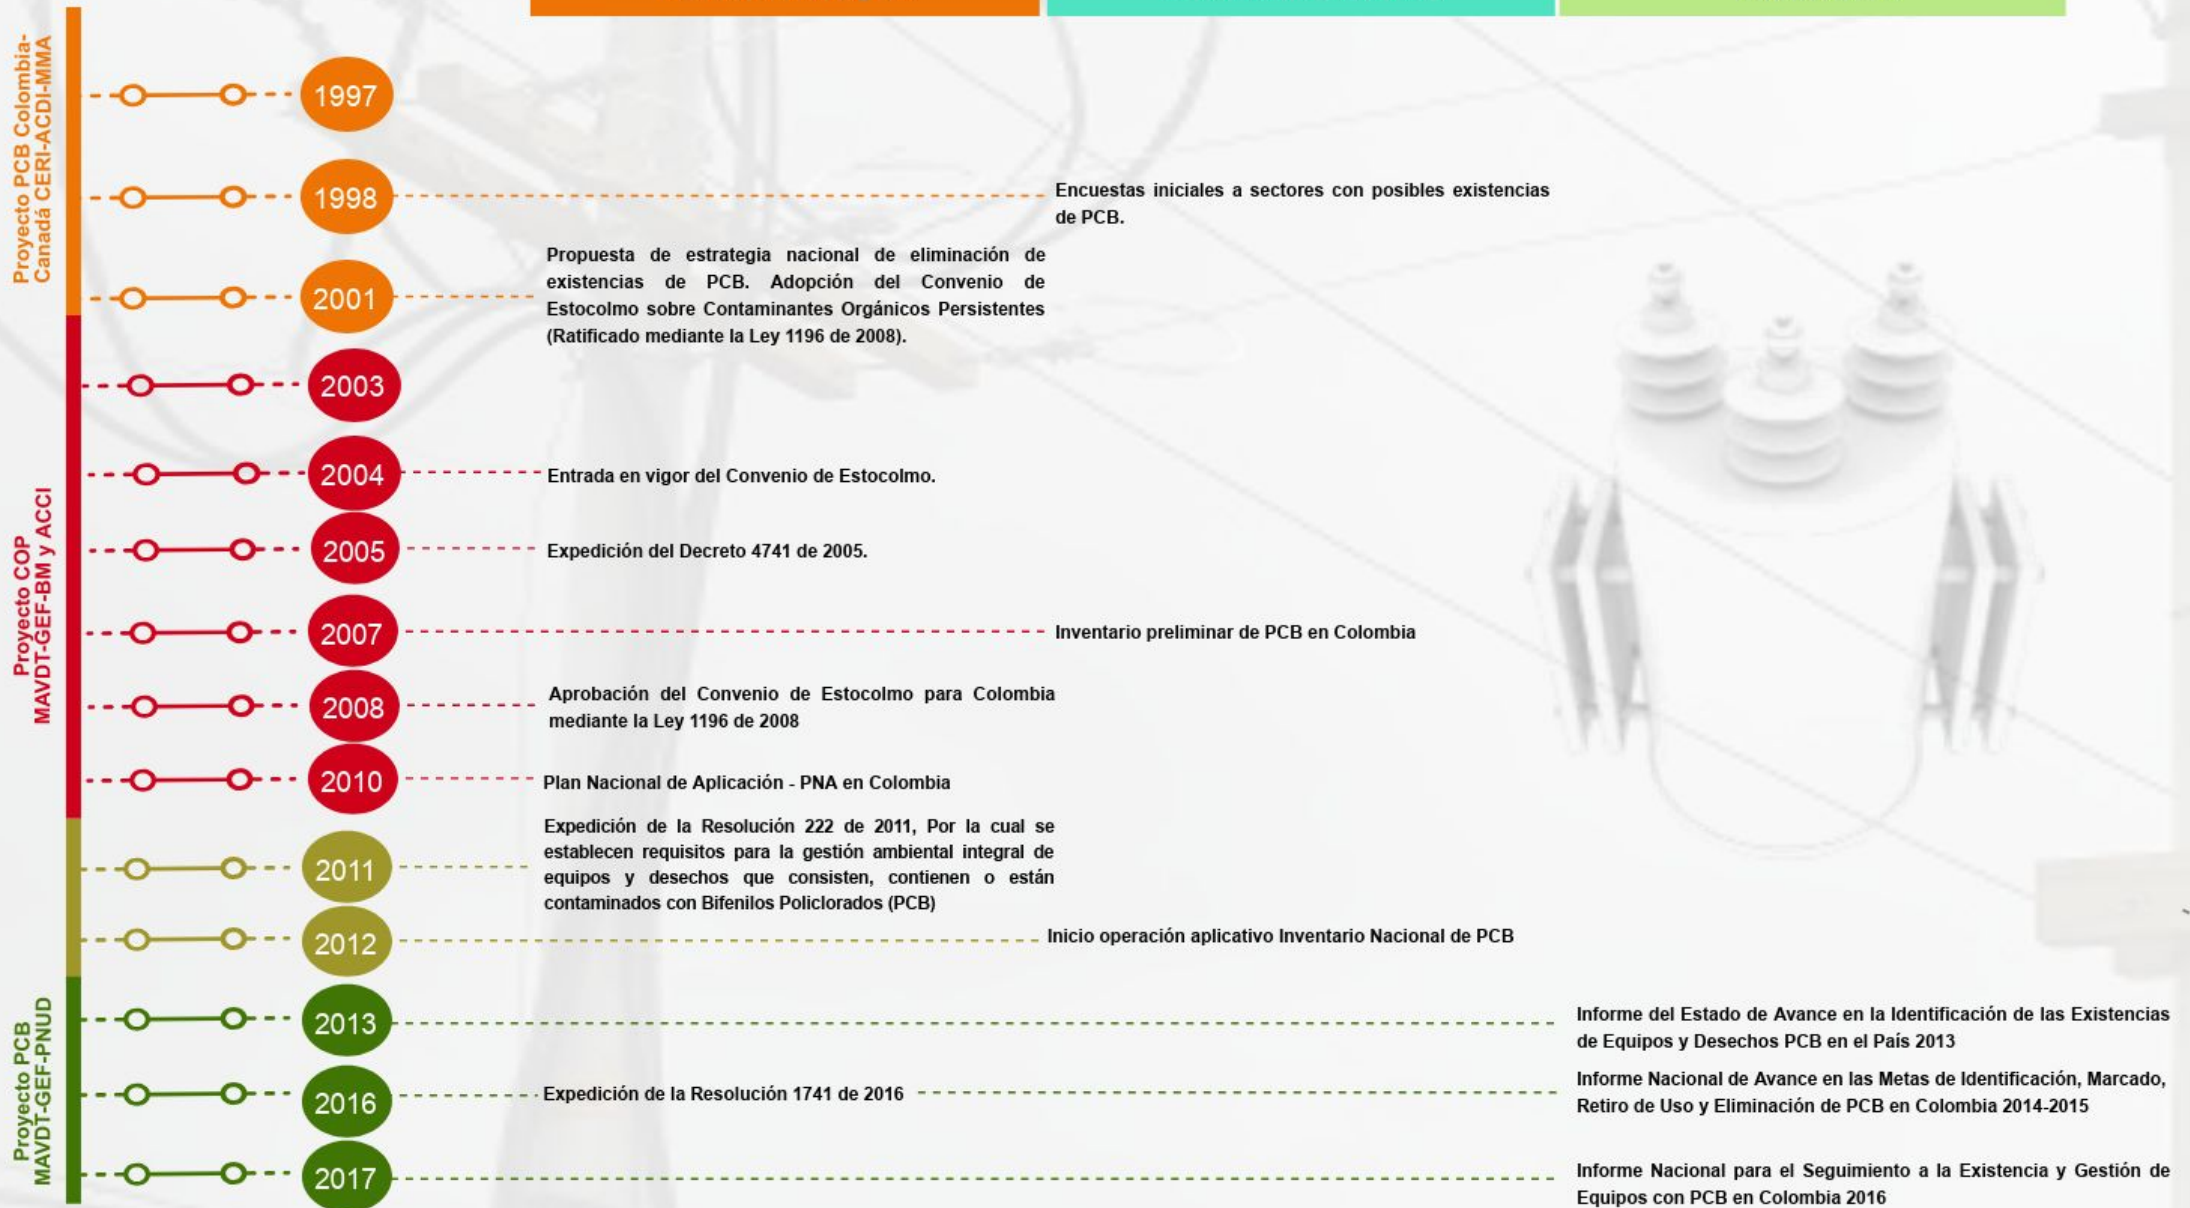 Proyecto PCB Colombia-
Canadá CERI-ACDI-MMA
1997
1998
Encuestas iniciales a sectores con posibles existencias
de PCB.
2001
Propuesta de estrategia nacional de eliminación de
existencias de PCB. Adopción del Convenio de
Estocolmo sobre Contaminantes Orgánicos Persistentes
(Ratificado mediante la Ley 1196 de 2008).
Proyecto COP
MAVDT-GEF-BM y ACCI
2003
2004
Entrada en vigor del Convenio de Estocolmo.
2005
Expedición del Decreto 4741 de 2005.
2007
Inventario preliminar de PCB en Colombia
2008
Aprobación del Convenio de Estocolmo para Colombia
mediante la Ley 1196 de 2008
2010
Plan Nacional de Aplicación - PNA en Colombia
2011
Expedición de la Resolución 222 de 2011, Por la cual se
establecen requisitos para la gestión ambiental integral de
equipos y desechos que consisten, contienen o están
contaminados con Bifenilos Policlorados (PCB)
2012
Inicio operación aplicativo Inventario Nacional de PCB
Proyecto PCB
MAVDT-GEF-PNUD
2013
Informe del Estado de Avance en la Identificación de las Existencias
de Equipos y Desechos PCB en el País 2013
2016
Expedición de la Resolución 1741 de 2016
Informe Nacional de Avance en las Metas de Identificación, Marcado,
Retiro de Uso y Eliminación de PCB en Colombia 2014-2015
2017
Informe Nacional para el Seguimiento a la Existencia y Gestión de
Equipos con PCB en Colombia 2016